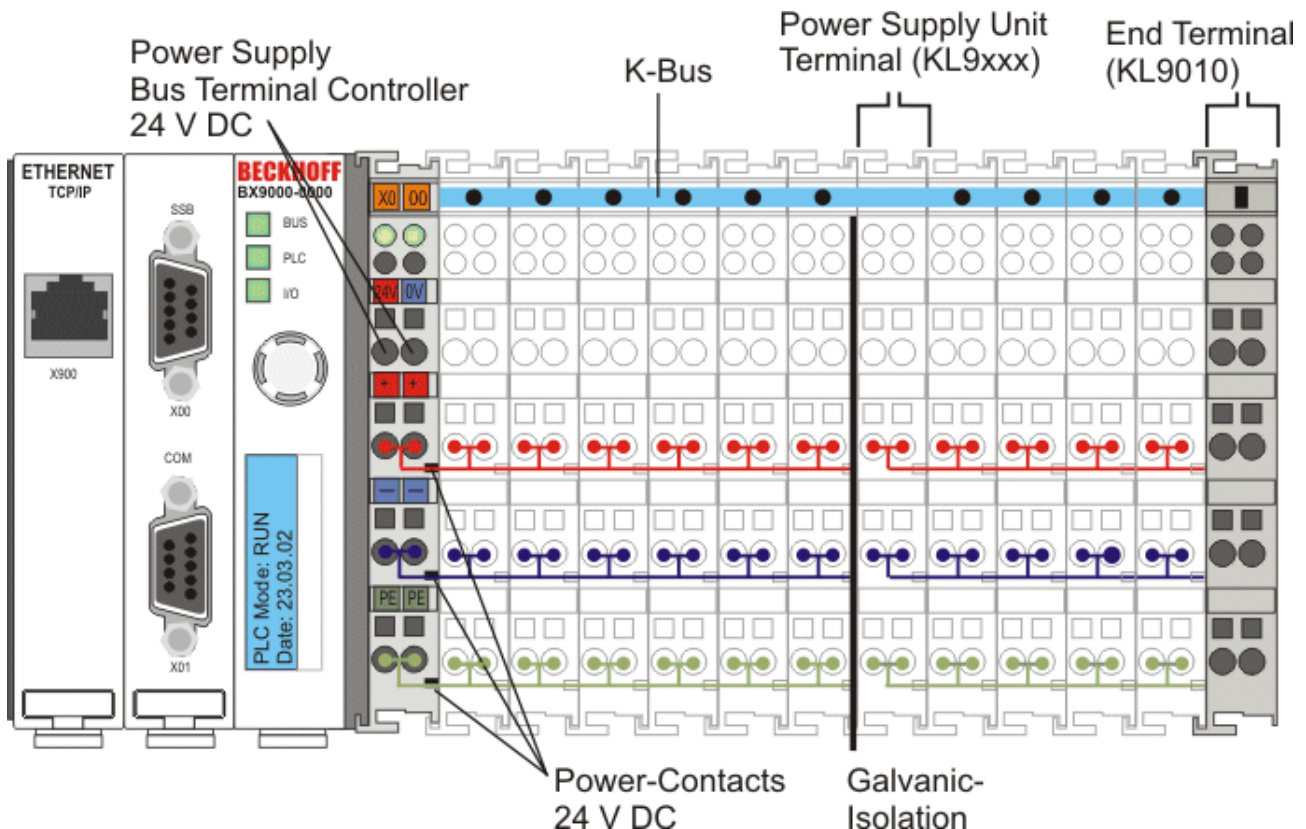 Power Supply
Bus Terminal Controller
24 V DC
K-Bus
Power Supply Unit
Terminal (KL9xxx)
End Terminal
(KL9010)
ETHERNET
TCP/IP
X900
SSB
X00
COM
X01
BECKHOFF
BX9000-0000
BUS
PLC
I/O
PLC Mode: RUN
Date: 23.03.02
X0 00
24V 0V
+ +
— —
PE PE
Power-Contacts
24 V DC
Galvanic-
Isolation